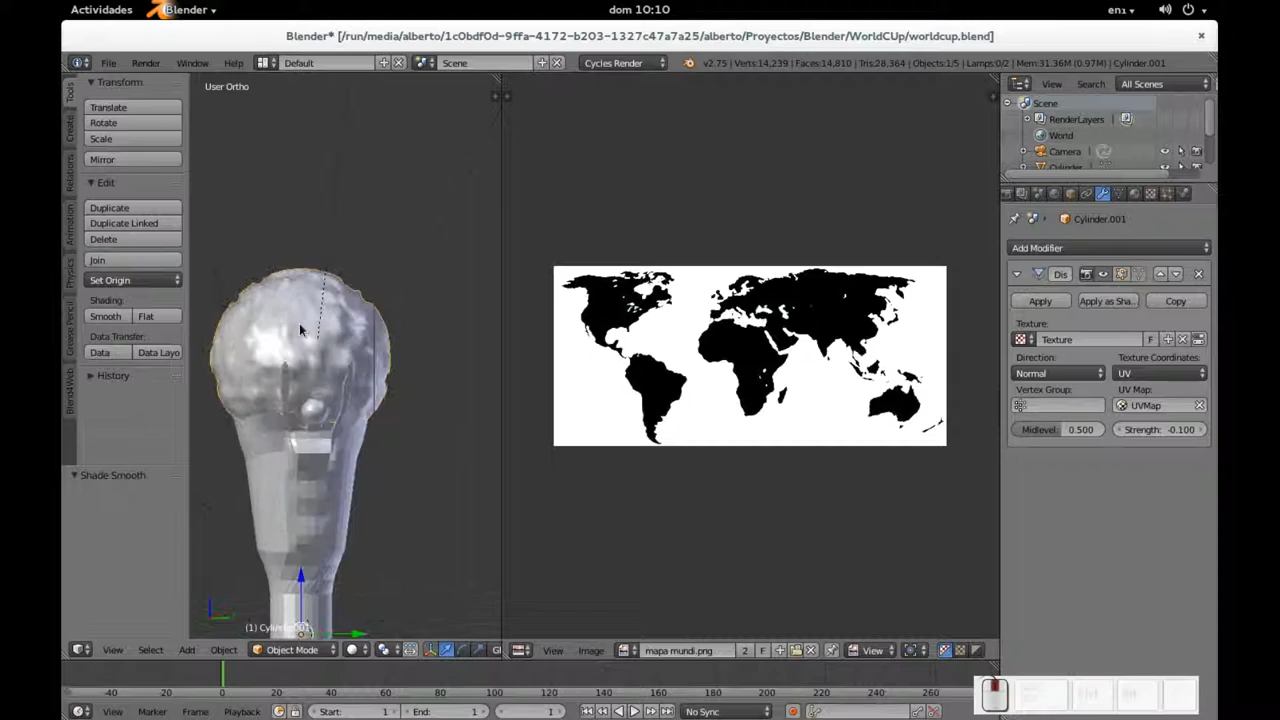 Actividades Blender dom 10:10 en1
Blender* [/run/media/alberto/1c0bdf0d-9ffa-4172-b203-1327c47a7a25/alberto/Proyectos/Blender/WorldCUp/worldcup.blend]
File Render Window Help Default Scene Cycles Render v2.75 | Verts:14,239 | Faces:14,810 | Tris:28,364 | Objects:1/5 | Lamps:0/2 | Mem:31.36M (0.97M) | Cylinder.001
Tools
Create
Relations
Animation
Physics
Grease Pencil
Blend4Web
Transform
Translate
Rotate
Scale
Mirror
Edit
Duplicate
Duplicate Linked
Delete
Join
Set Origin
Shading:
Smooth Flat
Data Transfer:
Data Data Layo
History
Shade Smooth
User Ortho
View Select Add Object Object Mode
View Image mapa mundi.png 2 F View
View Search All Scenes
Scene
RenderLayers
World
Camera
Cylinder
Cylinder.001
Add Modifier
Dis
Apply Apply as Sha... Copy
Texture:
Texture F
Direction: Texture Coordinates:
Normal UV
Vertex Group: UV Map:
UVMap
Midlevel: 0.500 Strength: -0.100
-40 -20 0 20 40 60 80 100 120 140 160 180 200 220 240 260
View Marker Frame Playback Start: 1 End: 1 1 No Sync